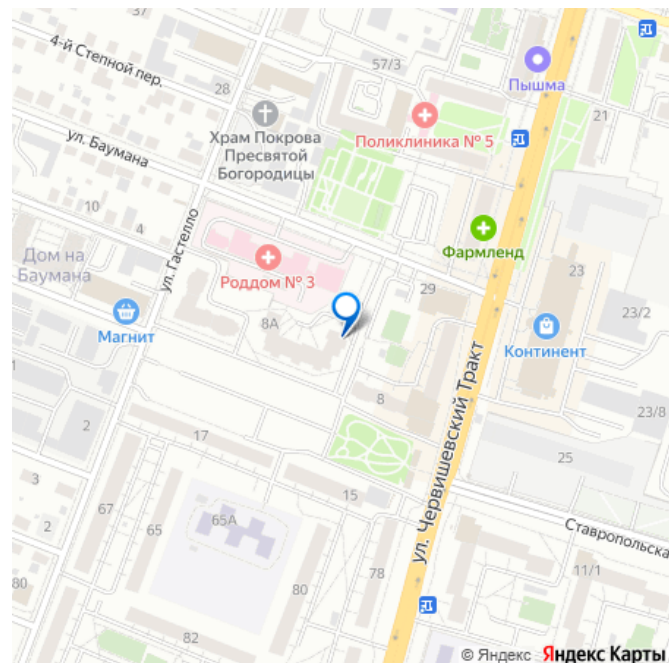 37
4-й Степной пер.
57/3
Пышма
28
21
Храм Покрова
Пресвятой
Богородицы
Поликлиника № 5
ул. Баумана
10
4
ул. Гастелло
Дом на
Баумана
Роддом № 3
Фармленд
23
29
23/2
Магнит
8А
Континент
ул. Червишевский Тракт
8
23/8
2
17
25
3
15
67
65
65А
Ставропольска
2
78
11/1
80
80
82
© Яндекс Яндекс Карты